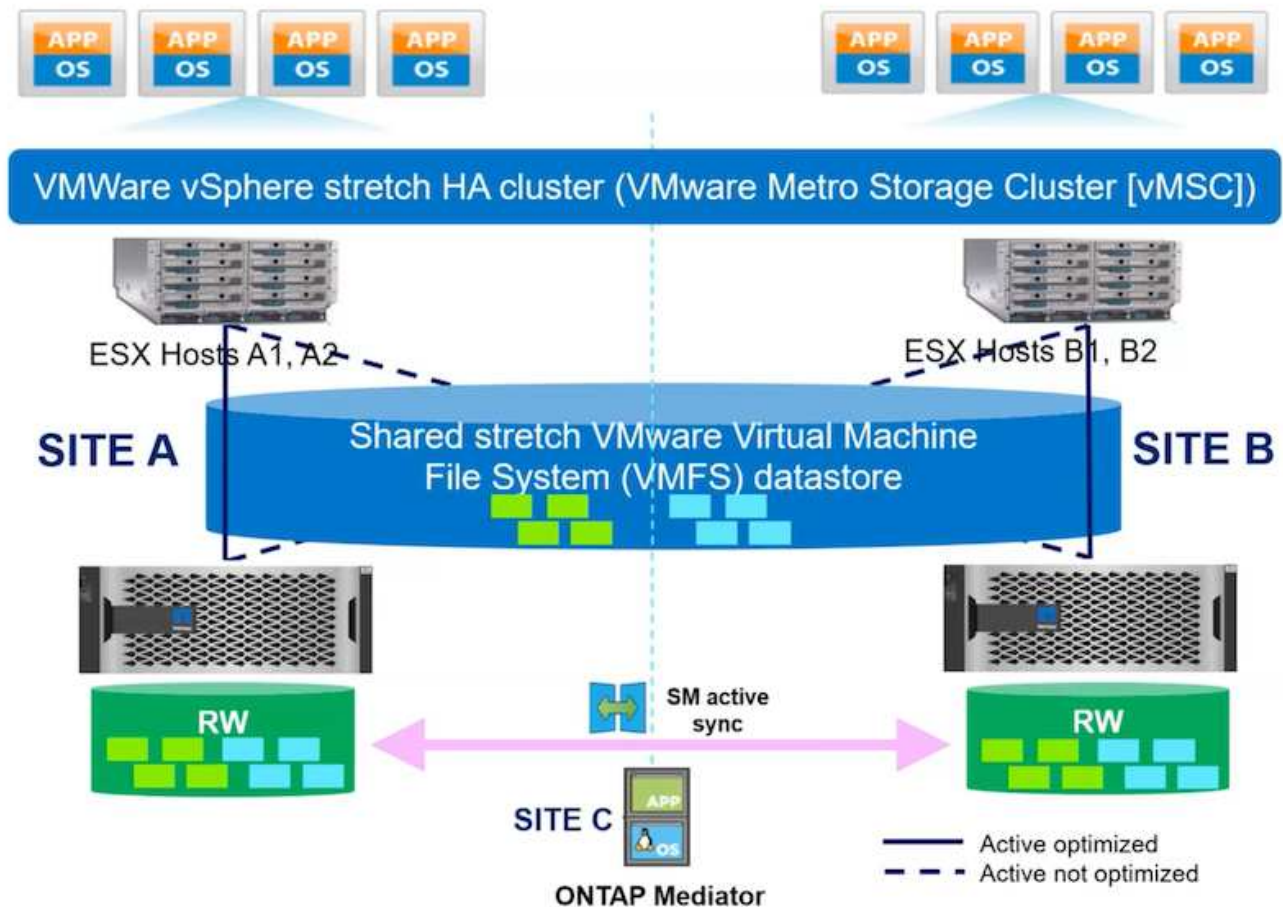 APP APP APP APP APP APP APP APP
OS OS OS OS OS OS OS OS
VMWare vSphere stretch HA cluster (VMware Metro Storage Cluster [vMSC])
ESX Hosts A1, A2
ESX Hosts B1, B2
SITE A
Shared stretch VMware Virtual Machine
File System (VMFS) datastore
SITE B
RW
SM active
sync
RW
SITE C
APP
OS
ONTAP Mediator
Active optimized
Active not optimized